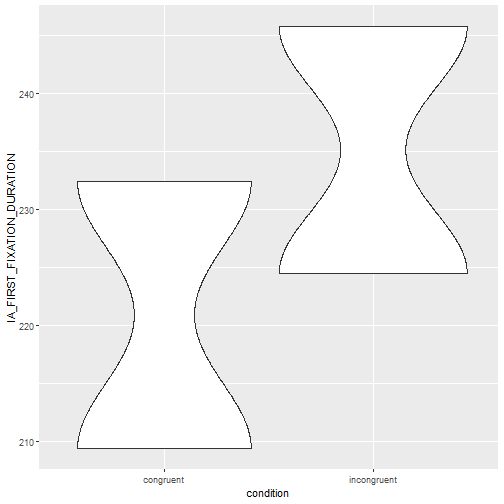 IA_FIRST_FIXATION_DURATION
240
230
220
210
congruent
incongruent
condition